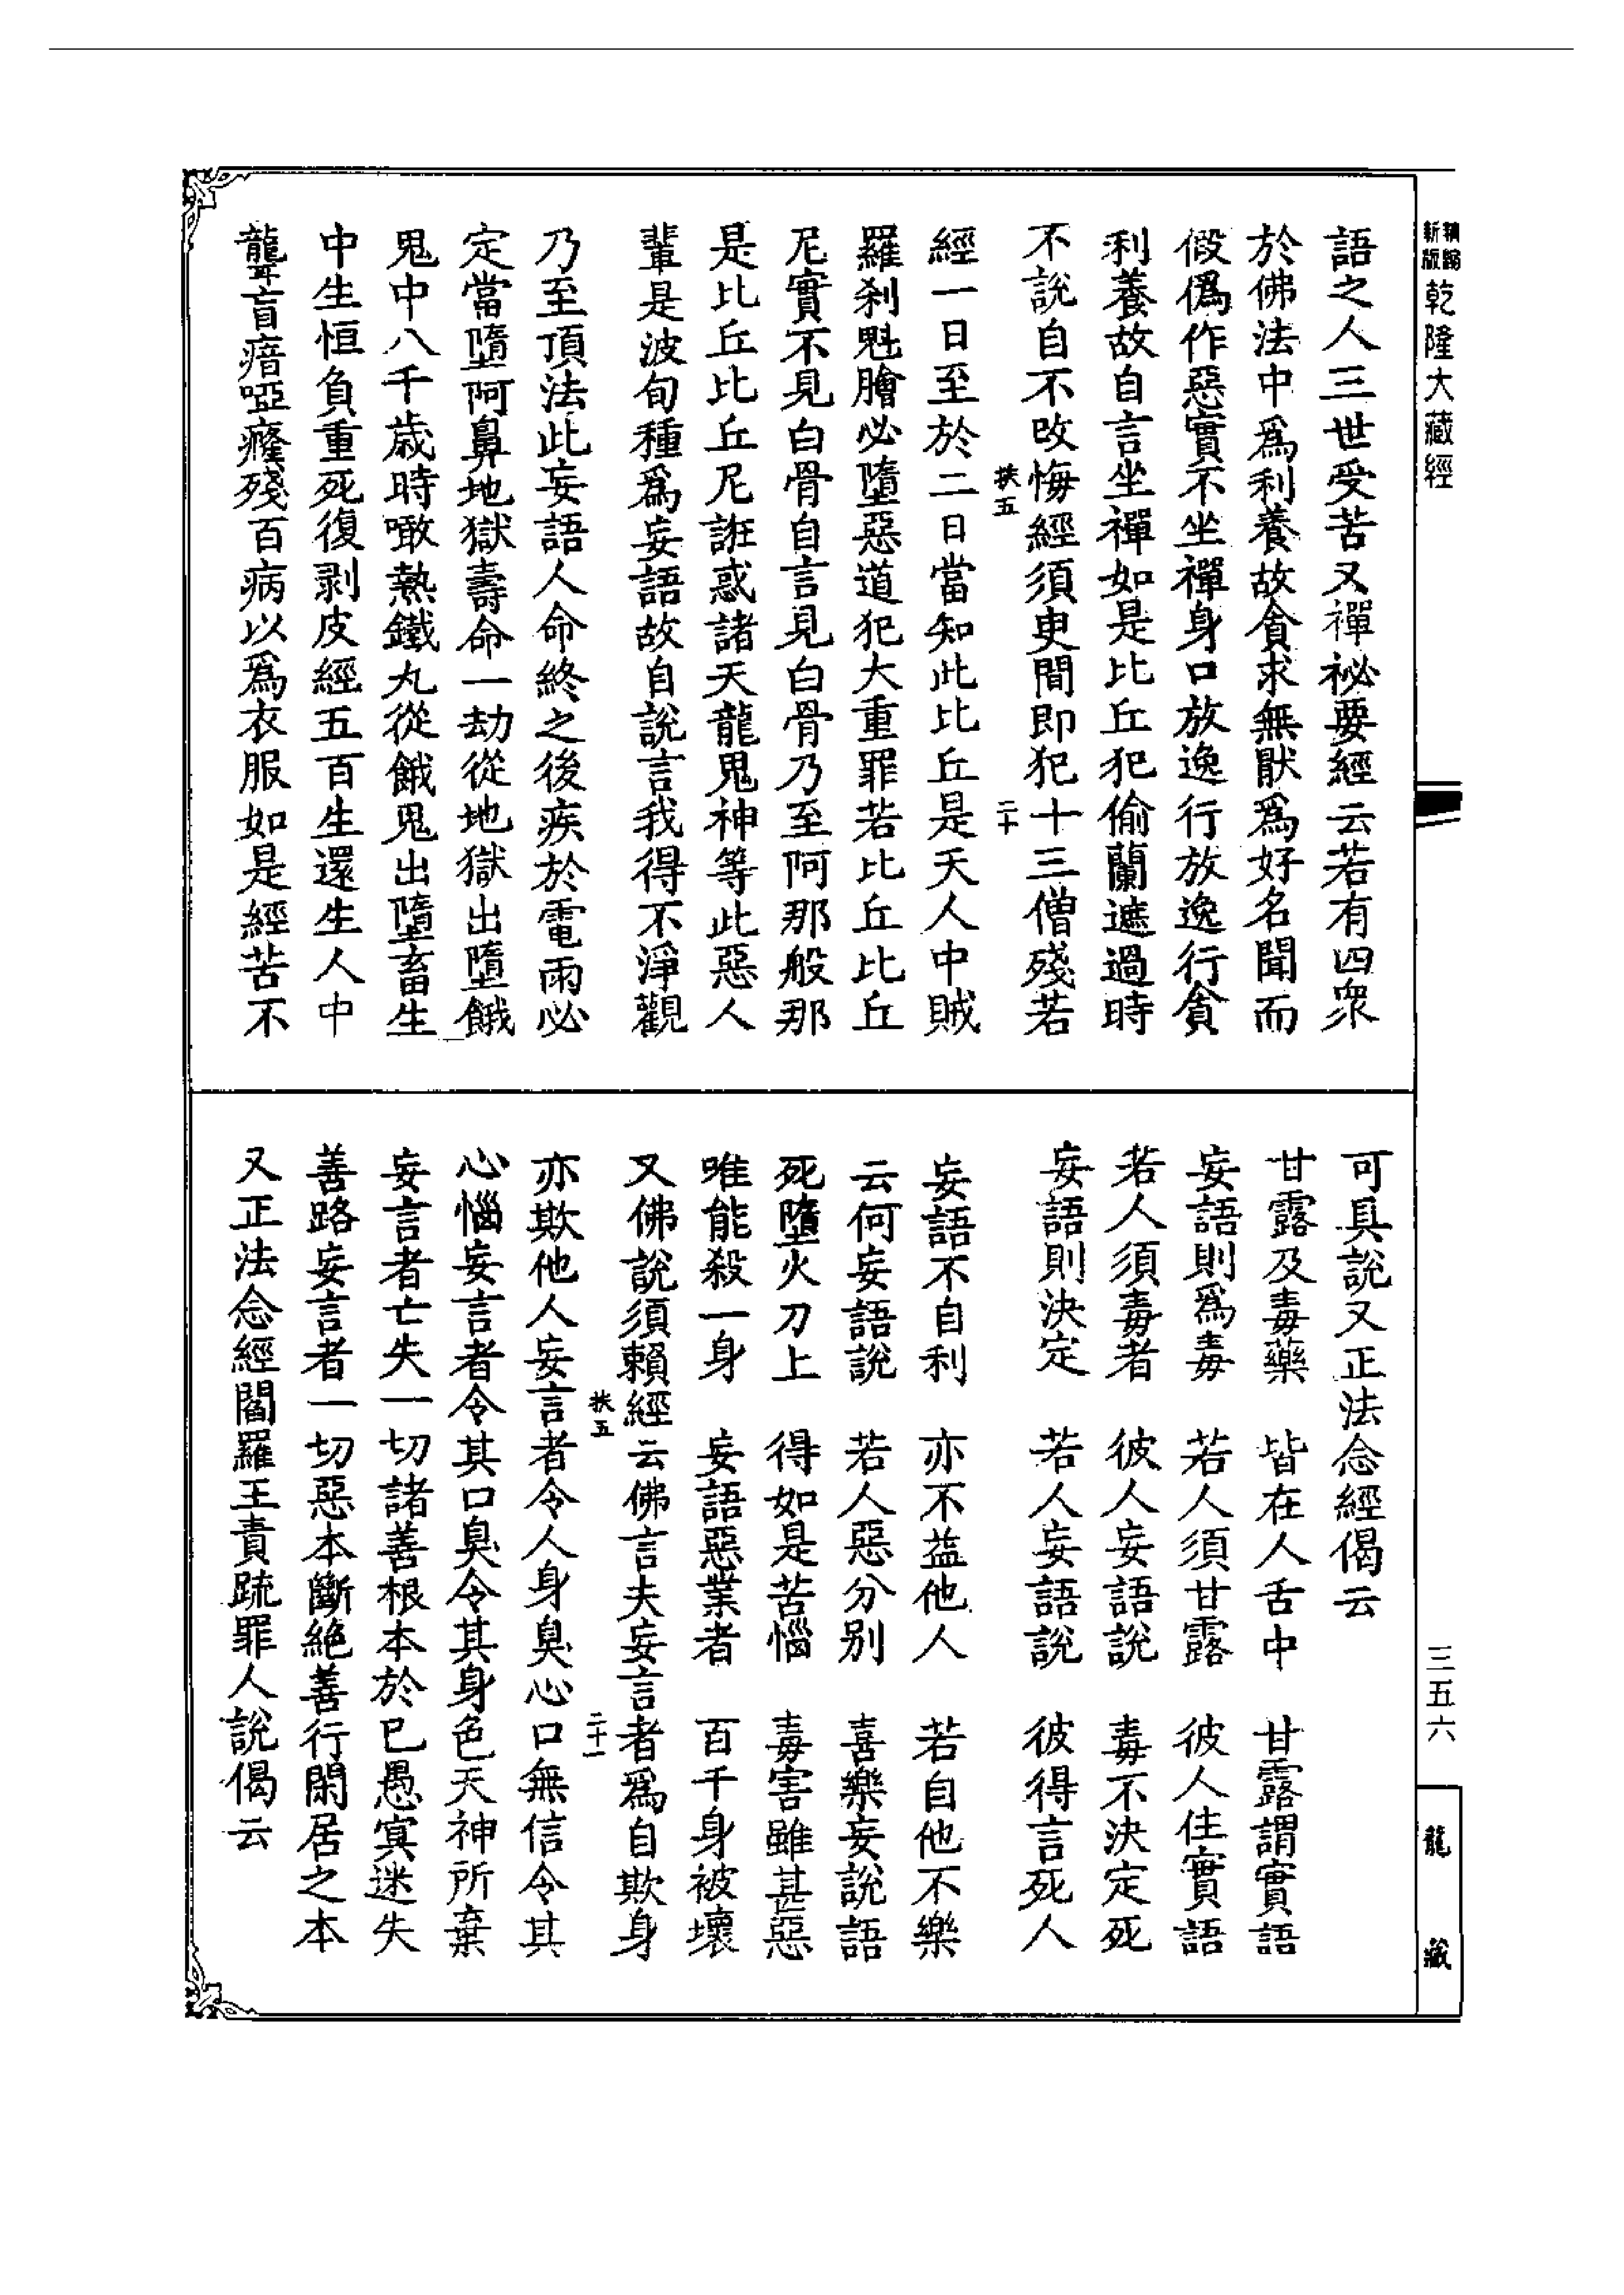 新版
乾隆大藏經
語之人三世受苦又禪祕要經云若有四衆
於佛法中爲利養故貪求無猒爲好名聞而
假僞作惡實不坐禪身口放逸行放逸行貪
利養故自言坐禪如是比丘犯偷蘭遮過時
不說自不改悔經須臾間即犯十三僧殘若
扶五
二十
經一日至於二日當知此比丘是天人中賊
羅刹魁膾必墮惡道犯大重罪若比丘比丘
尼實不見白骨自言見白骨乃至阿那般那
是比丘比丘尼誑惑諸天龍鬼神等此惡人
輩是波旬種爲妄語故自說言我得不淨觀
乃至頂法此妄語人命終之後疾於電雨必
定當墮阿鼻地獄壽命一劫從地獄出墮餓
鬼中八千歲時噉熱鐵丸從餓鬼出墮畜生
中生恒負重死復剥皮經五百生還生人中
聾盲瘖啞癃殘百病以爲衣服如是經苦不
可具說又正法念經偈云
甘露及毒藥　皆在人舌中　甘露謂實語
妄語則爲毒　若人須甘露　彼人住實語
若人須毒者　彼人妄語說　毒不決定死
妄語則決定　若人妄語說　彼得言死人
妄語不自利　亦不益他人　若自他不樂
云何妄語說　若人惡分別　喜樂妄說語
死墮火刀上　得如是苦惱　毒害雖甚惡
唯能殺一身　妄語惡業者　百千身被壞
又佛說須賴經云佛言夫妄言者爲自欺身
扶五
二十一
亦欺他人妄言者令人身臭心口無信令其
心惱妄言者令其口臭令其身色天神所棄
妄言者亡失一切諸善根本於已愚冥迷失
善路妄言者一切惡本斷絕善行閑居之本
又正法念經閻羅王責疏罪人說偈云
三五六
龍藏